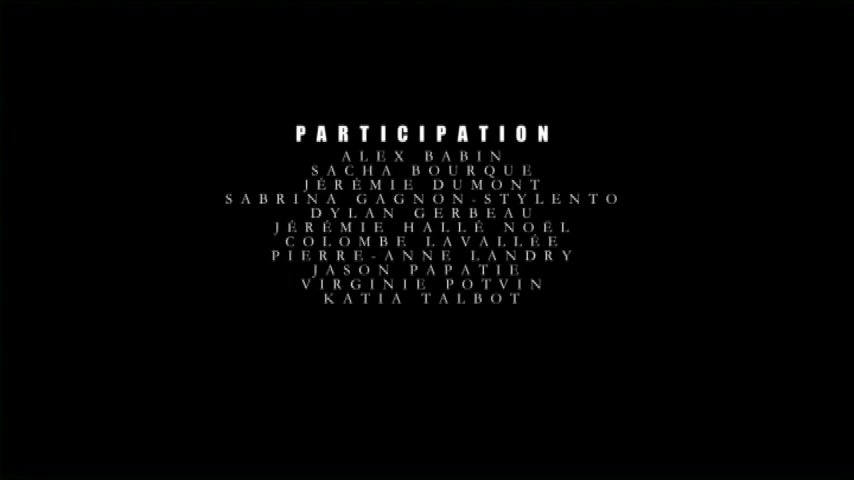 PARTICIPATION
ALEX BABIN
SACHA BOURQUE
JÉRÉMIE DUMONT
SABRINA GAGNON-STYLENTO
DYLAN GERBEAU
JÉRÉMIE HALLÉ NOËL
COLOMBE LAVALLÉE
PIERRE-ANNE LANDRY
JASON PAPATIE
VIRGINIE POTVIN
KATIA TALBOT